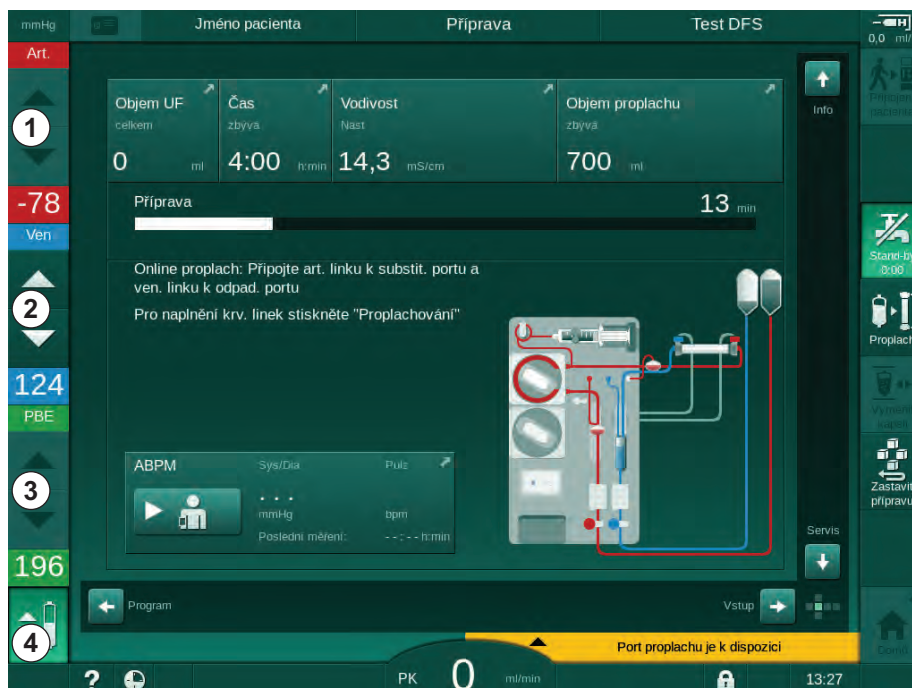 mmHg
Jméno pacienta
Příprava
Test DFS
0,0 ml/
Art.
1
-78
Ven
2
124
PBE
3
196
4
Objem UF
celkem
0 ml
Čas
zbývá
4:00 h:min
Vodivost
Nast
14,3 mS/cm
Objem proplachu
zbývá
700 ml
Příprava
13 min
Online proplach: Připojte art. linku k substit. portu a
ven. linku k odpad. portu
Pro naplnění krv. linek stiskněte "Proplachování"
ABPM
Sys/Dia
Pulz
. . .
mmHg
bpm
Poslední měření:
--:-- h:min
Info
Servis
Program
Vstup
Port proplachu je k dispozici
Připojení
pacienta
Stand-by
0:00
Proplach
kapal
Zastavit
přípravu
Domů
?
PK 0 ml/min
13:27